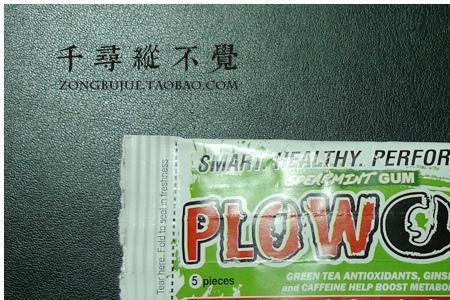 千尋縱不覺
ZONGBUJUE.TAOBAO.COM
SMART. HEALTHY. PERFOR
SPEARMINT GUM
PLOWO
Tear here. Fold to seal in freshness
5 pieces
GREEN TEA ANTIOXIDANTS, GINS
and CAFFEINE HELP BOOST METABO